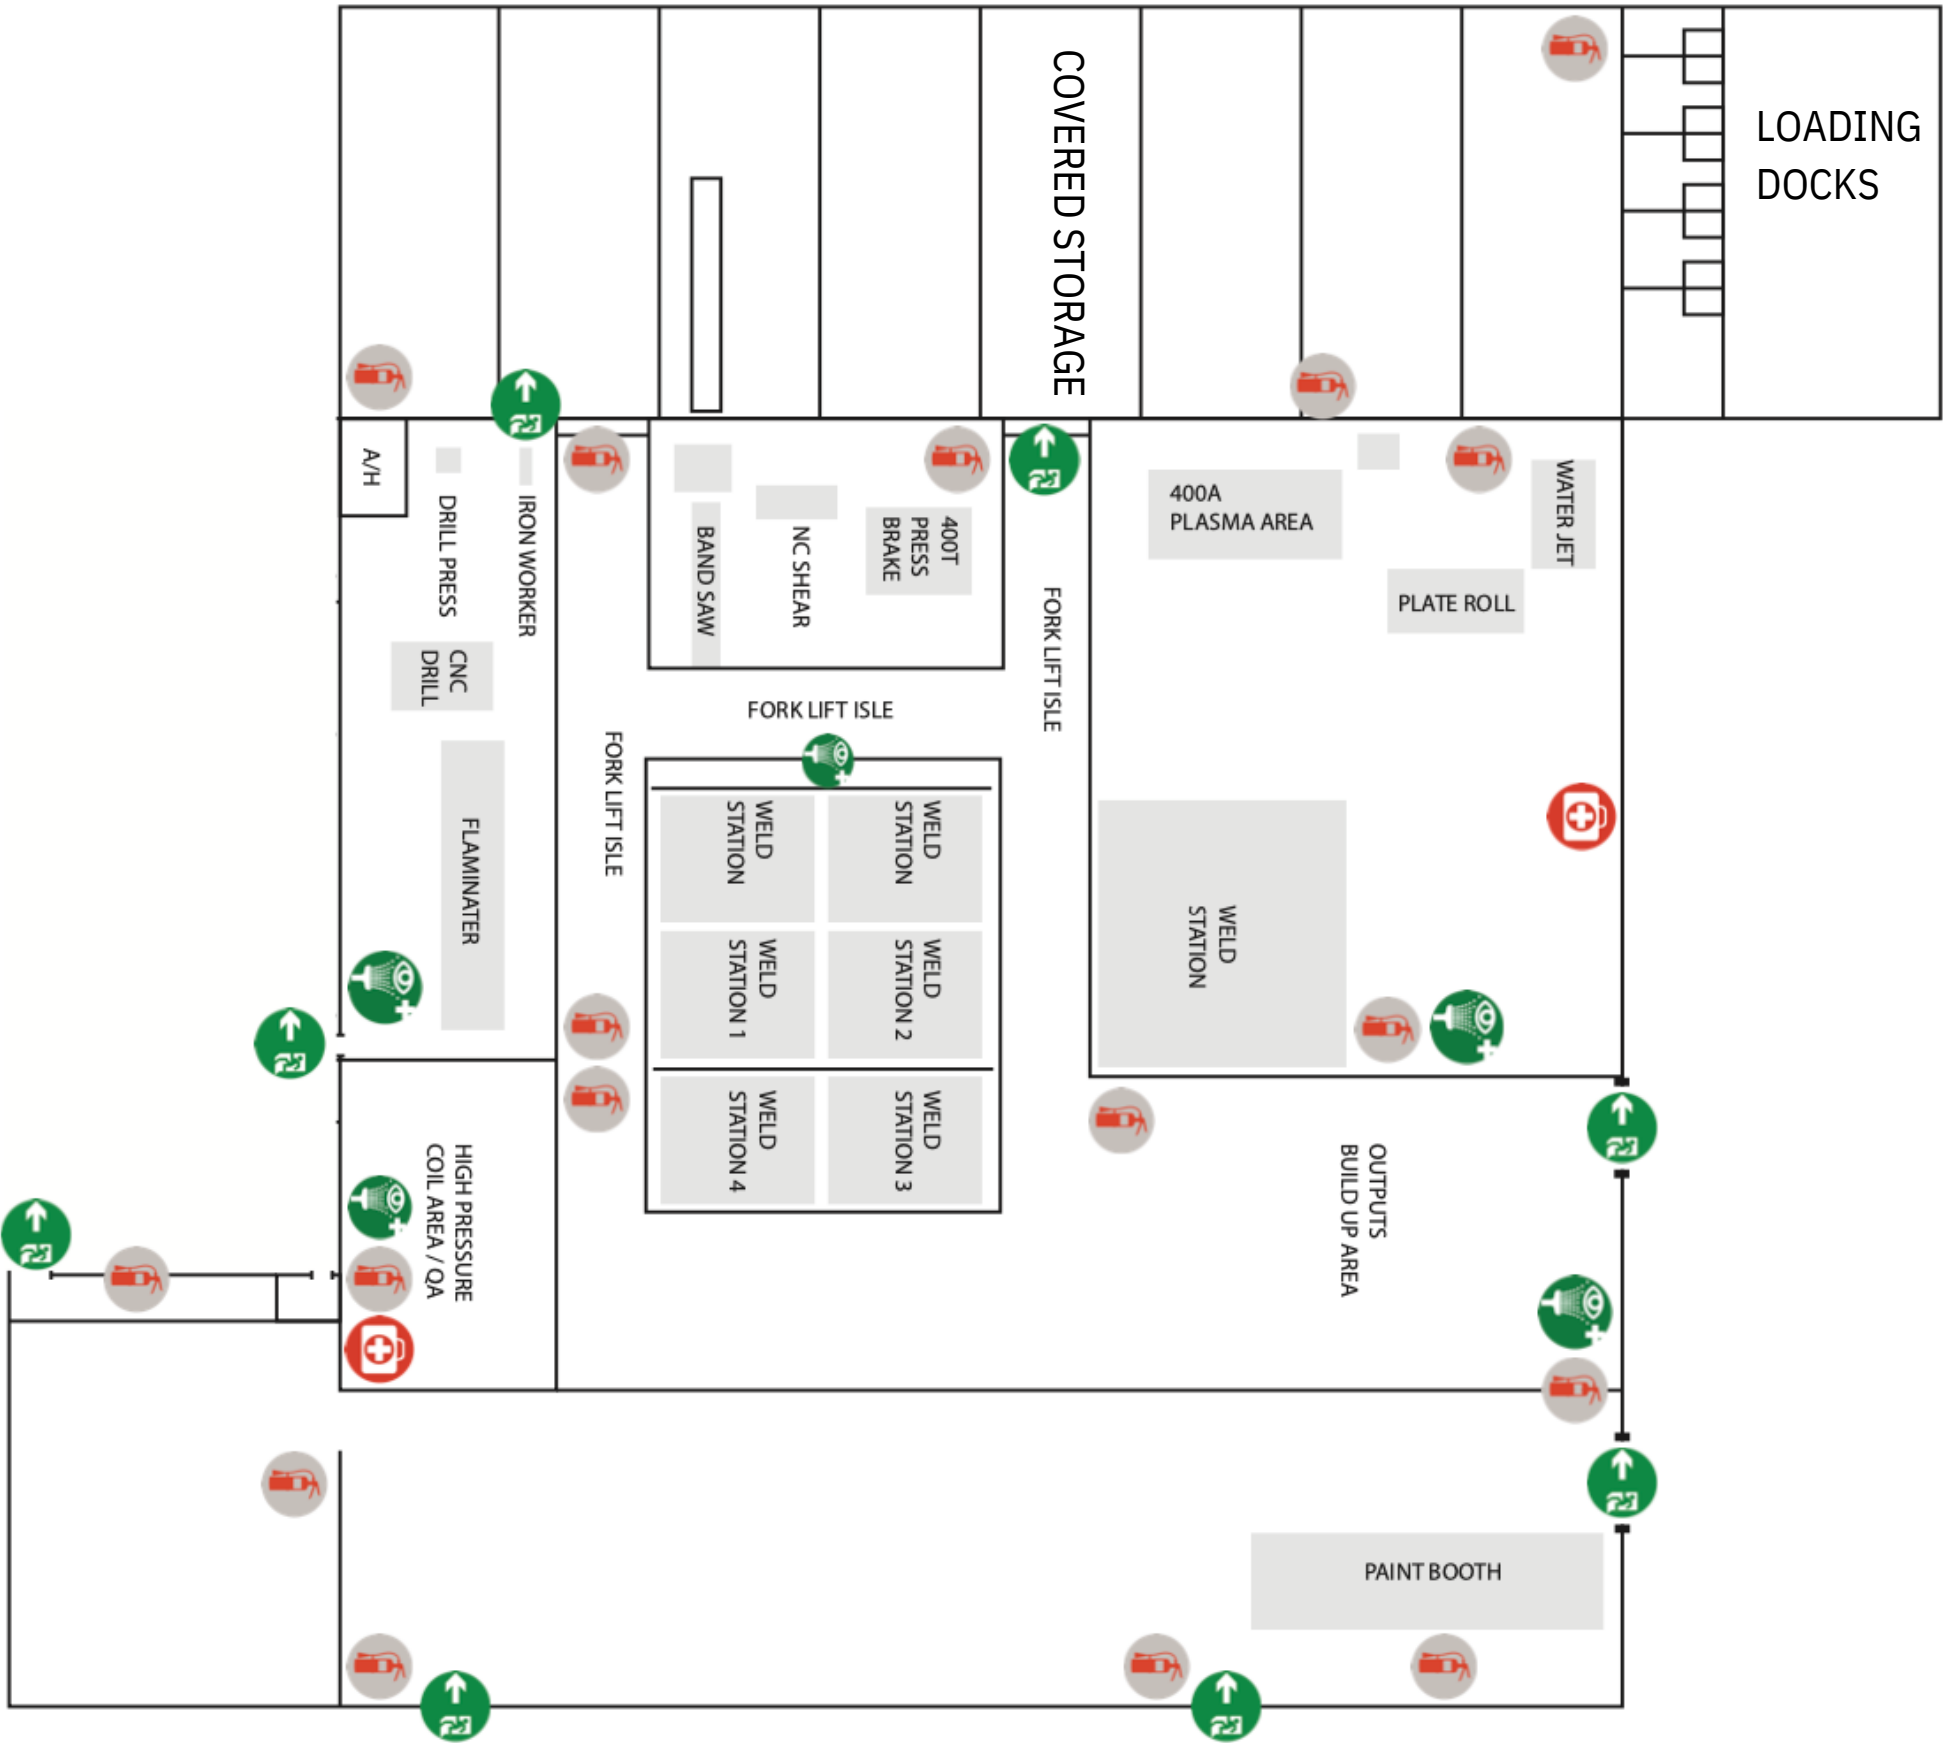 COVERED STORAGE
LOADING
DOCKS
A/H
DRILL PRESS
IRON WORKER
BAND SAW
NC SHEAR
400T
PRESS
BRAKE
400A
PLASMA AREA
WATER JET
PLATE ROLL
CNC
DRILL
FORK LIFT ISLE
FORK LIFT ISLE
FORK LIFT ISLE
FLAMINATER
WELD
STATION
WELD
STATION
WELD
STATION
WELD
STATION 1
WELD
STATION 2
WELD
STATION 4
WELD
STATION 3
HIGH PRESSURE
COIL AREA / QA
OUTPUTS
BUILD UP AREA
PAINT BOOTH